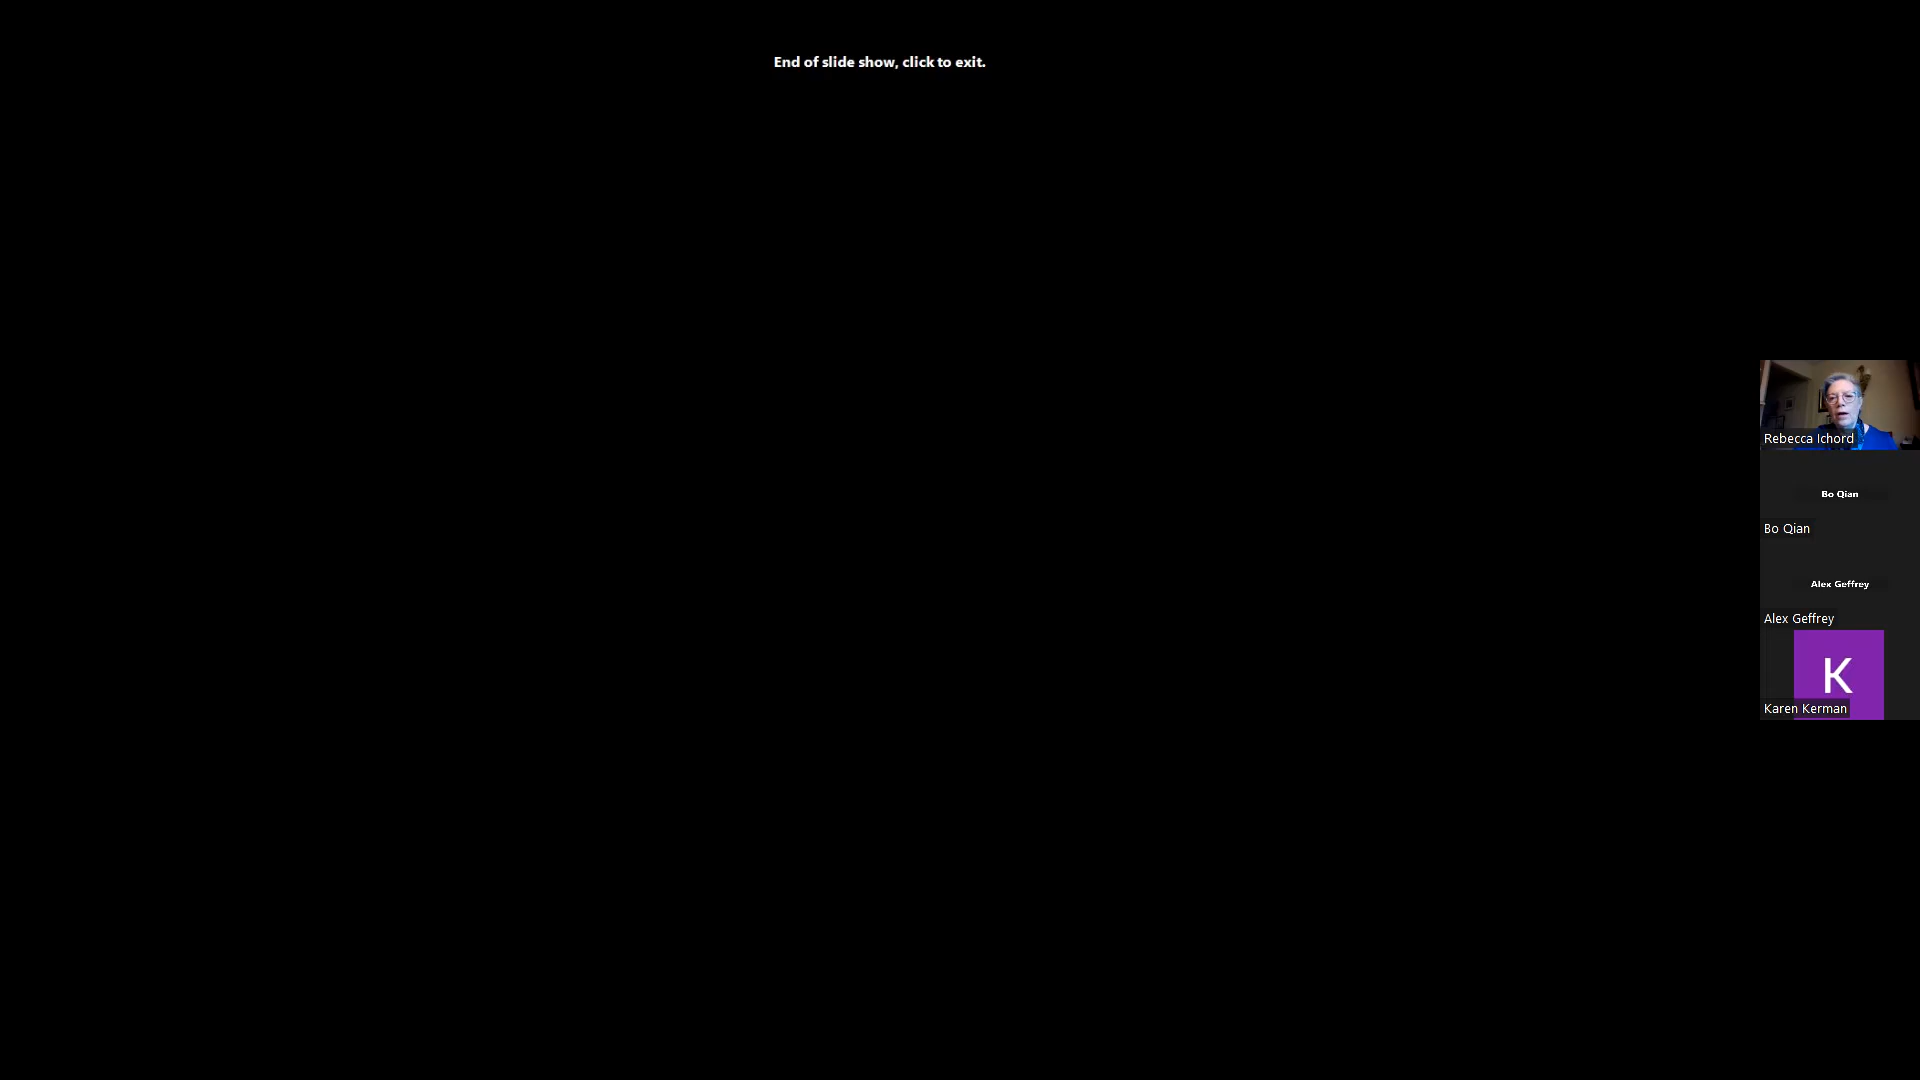 End of slide show, click to exit.
Rebecca Ichord
Bo Qian
Bo Qian
Alex Geffrey
Alex Geffrey
K
Karen Kerman